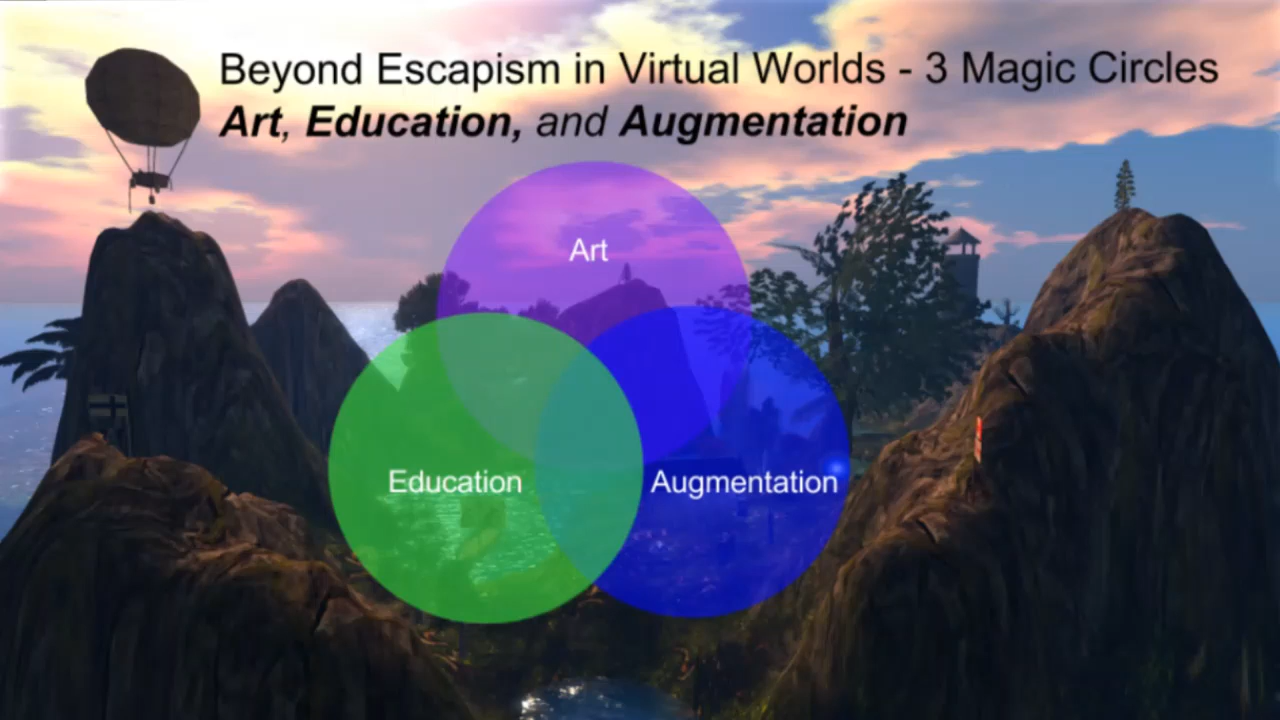 Beyond Escapism in Virtual Worlds - 3 Magic Circles
Art, Education, and Augmentation
Art
Education
Augmentation